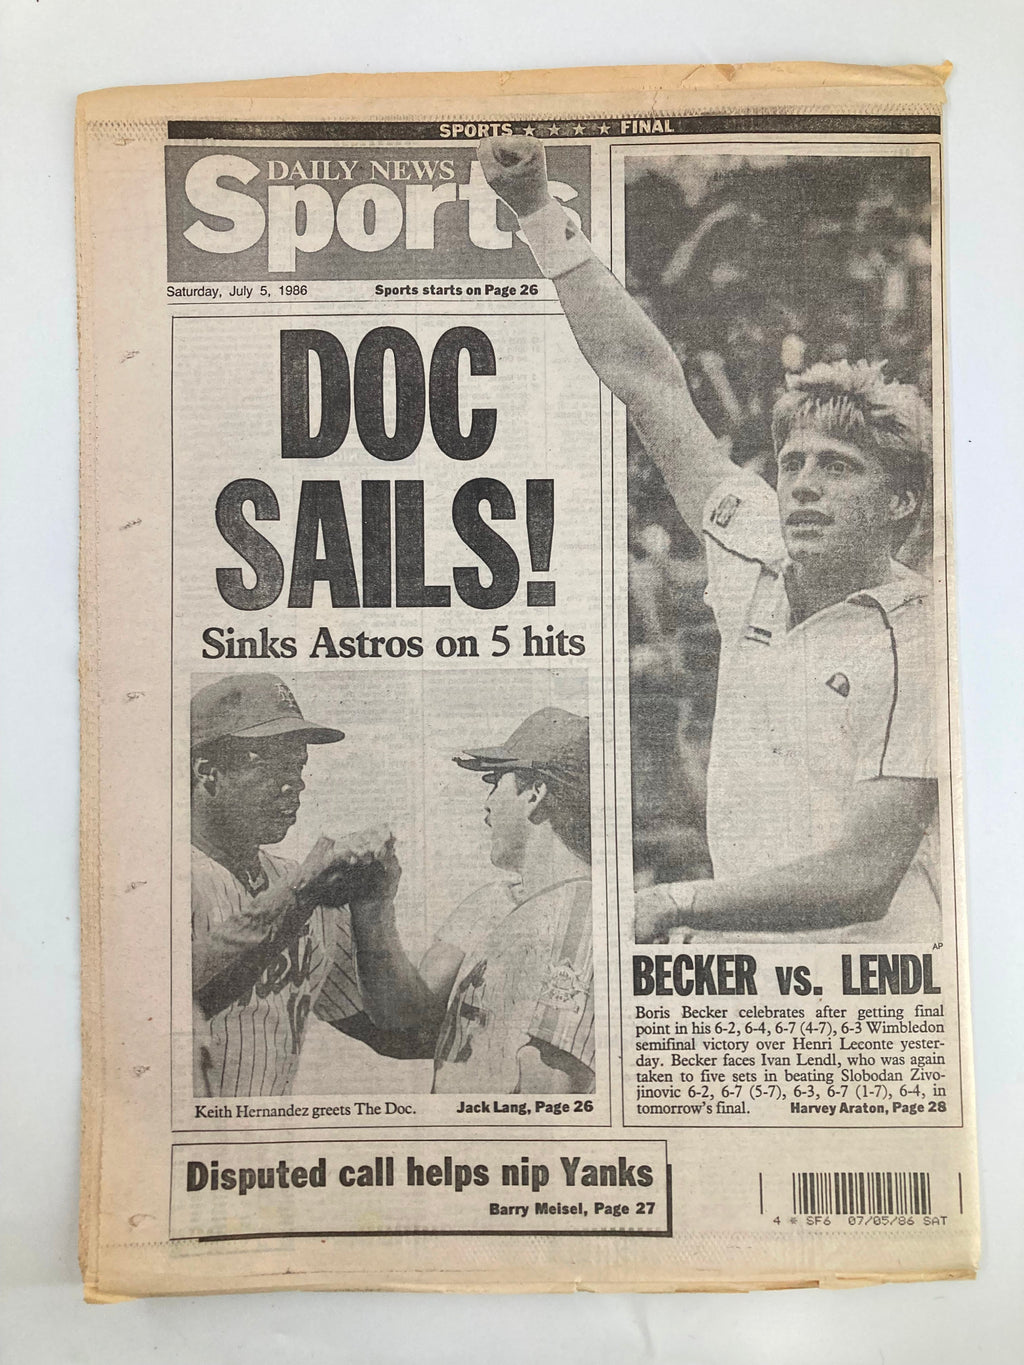 SPORTS ★ ★ ★ ★ FINAL
DAILY NEWS
Sports
Saturday, July 5, 1986
Sports starts on Page 26
DOC
SAILS!
Sinks Astros on 5 hits
Keith Hernandez greets The Doc.
Jack Lang, Page 26
AP
BECKER vs. LENDL
Boris Becker celebrates after getting final
point in his 6-2, 6-4, 6-7 (4-7), 6-3 Wimbledon
semifinal victory over Henri Leconte yester-
day. Becker faces Ivan Lendl, who was again
taken to five sets in beating Slobodan Zivo-
jinovic 6-2, 6-7 (5-7), 6-3, 6-7 (1-7), 6-4, in
tomorrow's final. Harvey Araton, Page 28
Disputed call helps nip Yanks
Barry Meisel, Page 27
4 * SF6 07/05/86 SAT